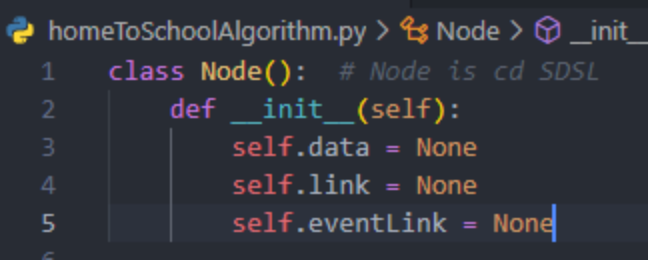 homeToSchoolAlgorithm.py > Node > __init__
1 class Node():  # Node is cd SDSL
2     def __init__(self):
3         self.data = None
4         self.link = None
5         self.eventLink = None
6